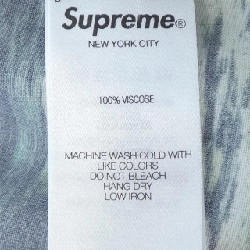 Supreme®
NEW YORK CITY
100% VISCOSE
MACHINE WASH COLD WITH
LIKE COLORS
DO NOT BLEACH
HANG DRY
LOW IRON